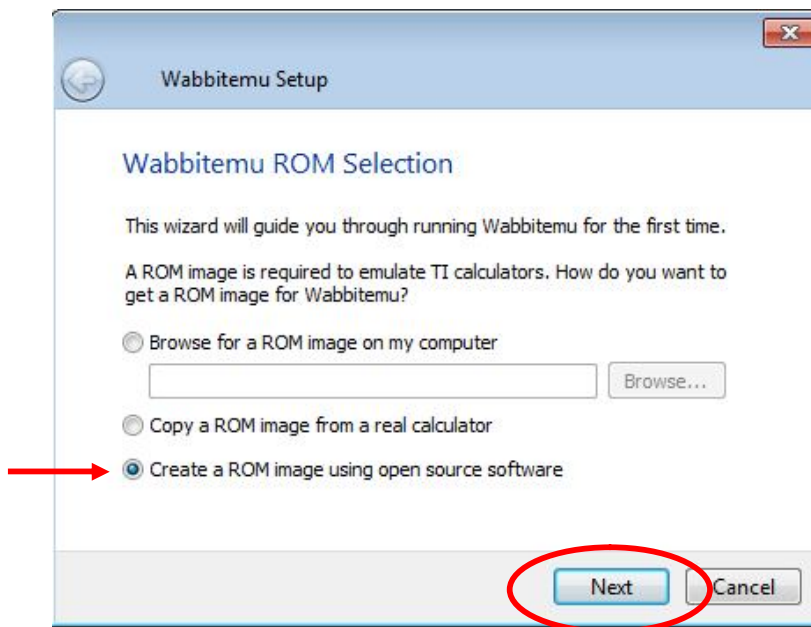 Wabbitemu Setup
Wabbitemu ROM Selection
This wizard will guide you through running Wabbitemu for the first time.
A ROM image is required to emulate TI calculators. How do you want to
get a ROM image for Wabbitemu?
Browse for a ROM image on my computer
Browse...
Copy a ROM image from a real calculator
Create a ROM image using open source software
Next
Cancel